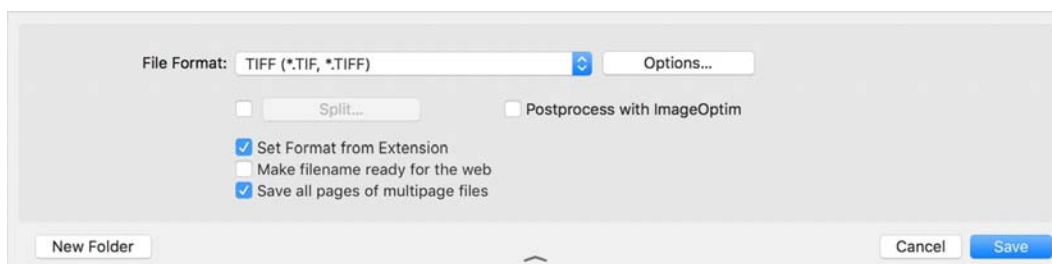 File Format: TIFF (*.TIF, *.TIFF) Options...
Split... Postprocess with ImageOptim
Set Format from Extension
Make filename ready for the web
Save all pages of multipage files
New Folder Cancel Save